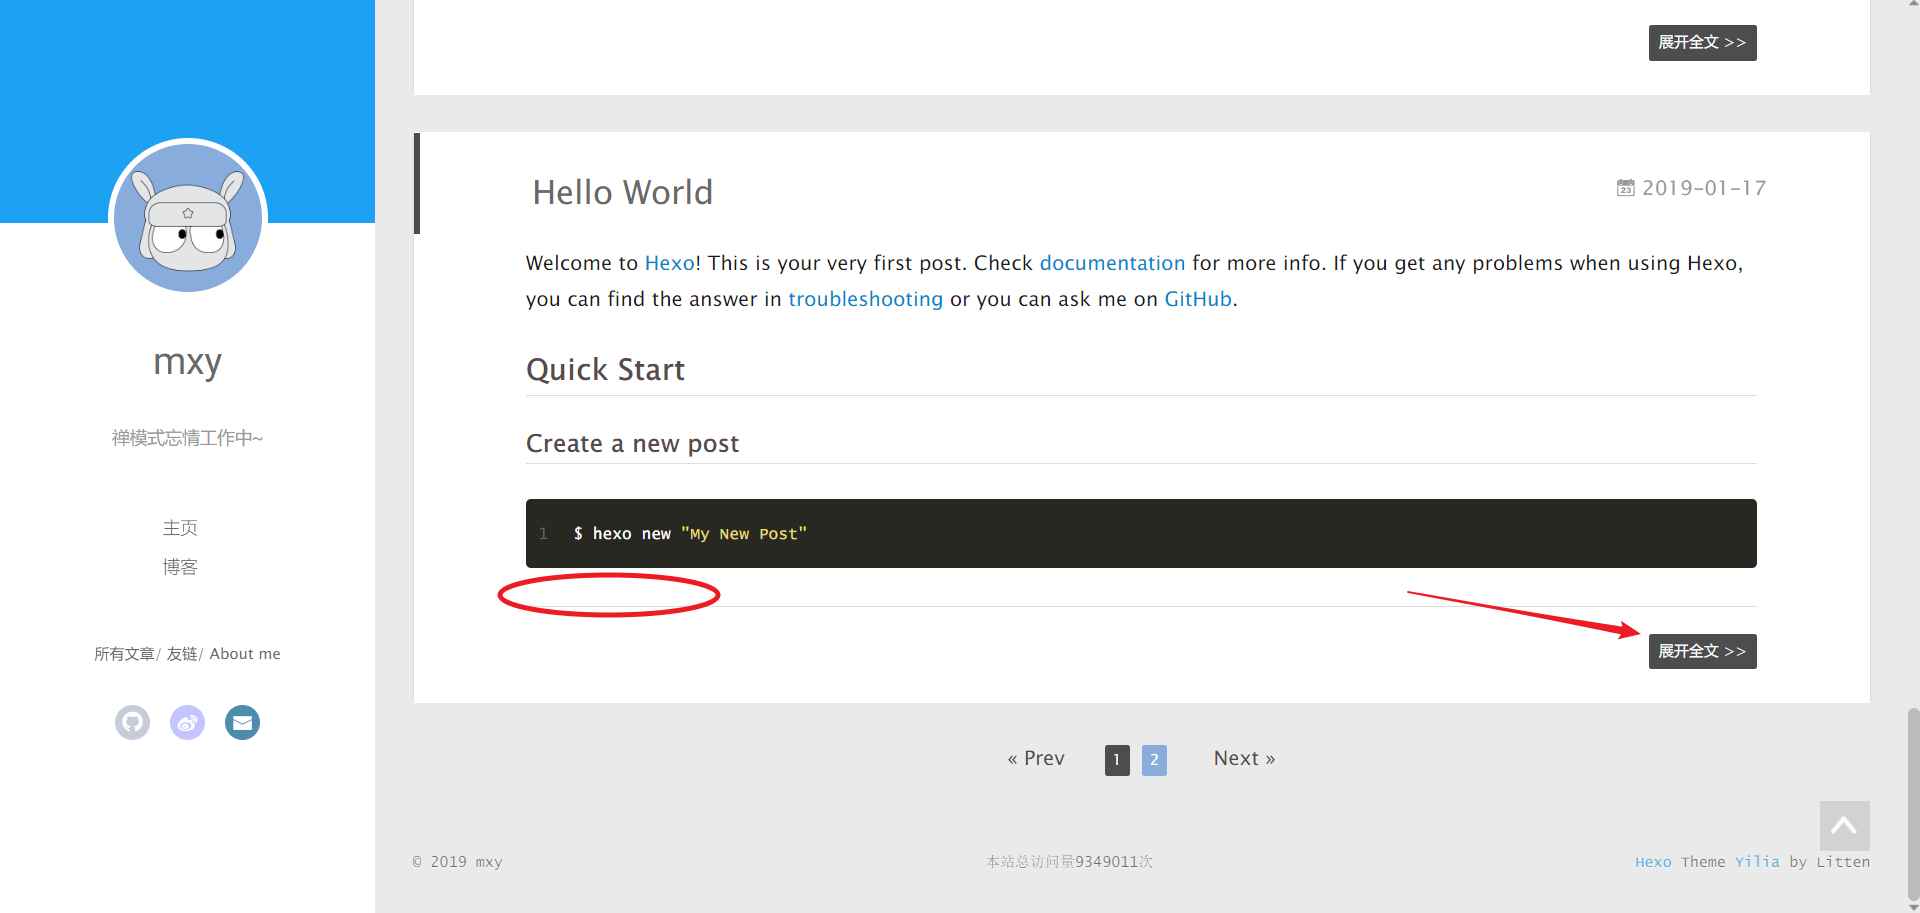 mxy
禅模式忘情工作中~
主页
博客
所有文章/ 友链/ About me
展开全文 >>
Hello World
23 2019-01-17
Welcome to Hexo! This is your very first post. Check documentation for more info. If you get any problems when using Hexo,
you can find the answer in troubleshooting or you can ask me on GitHub.
Quick Start
Create a new post
1 $ hexo new "My New Post"
展开全文 >>
« Prev 1 2 Next »
© 2019 mxy 本站总访问量9349011次 Hexo Theme Yilia by Litten